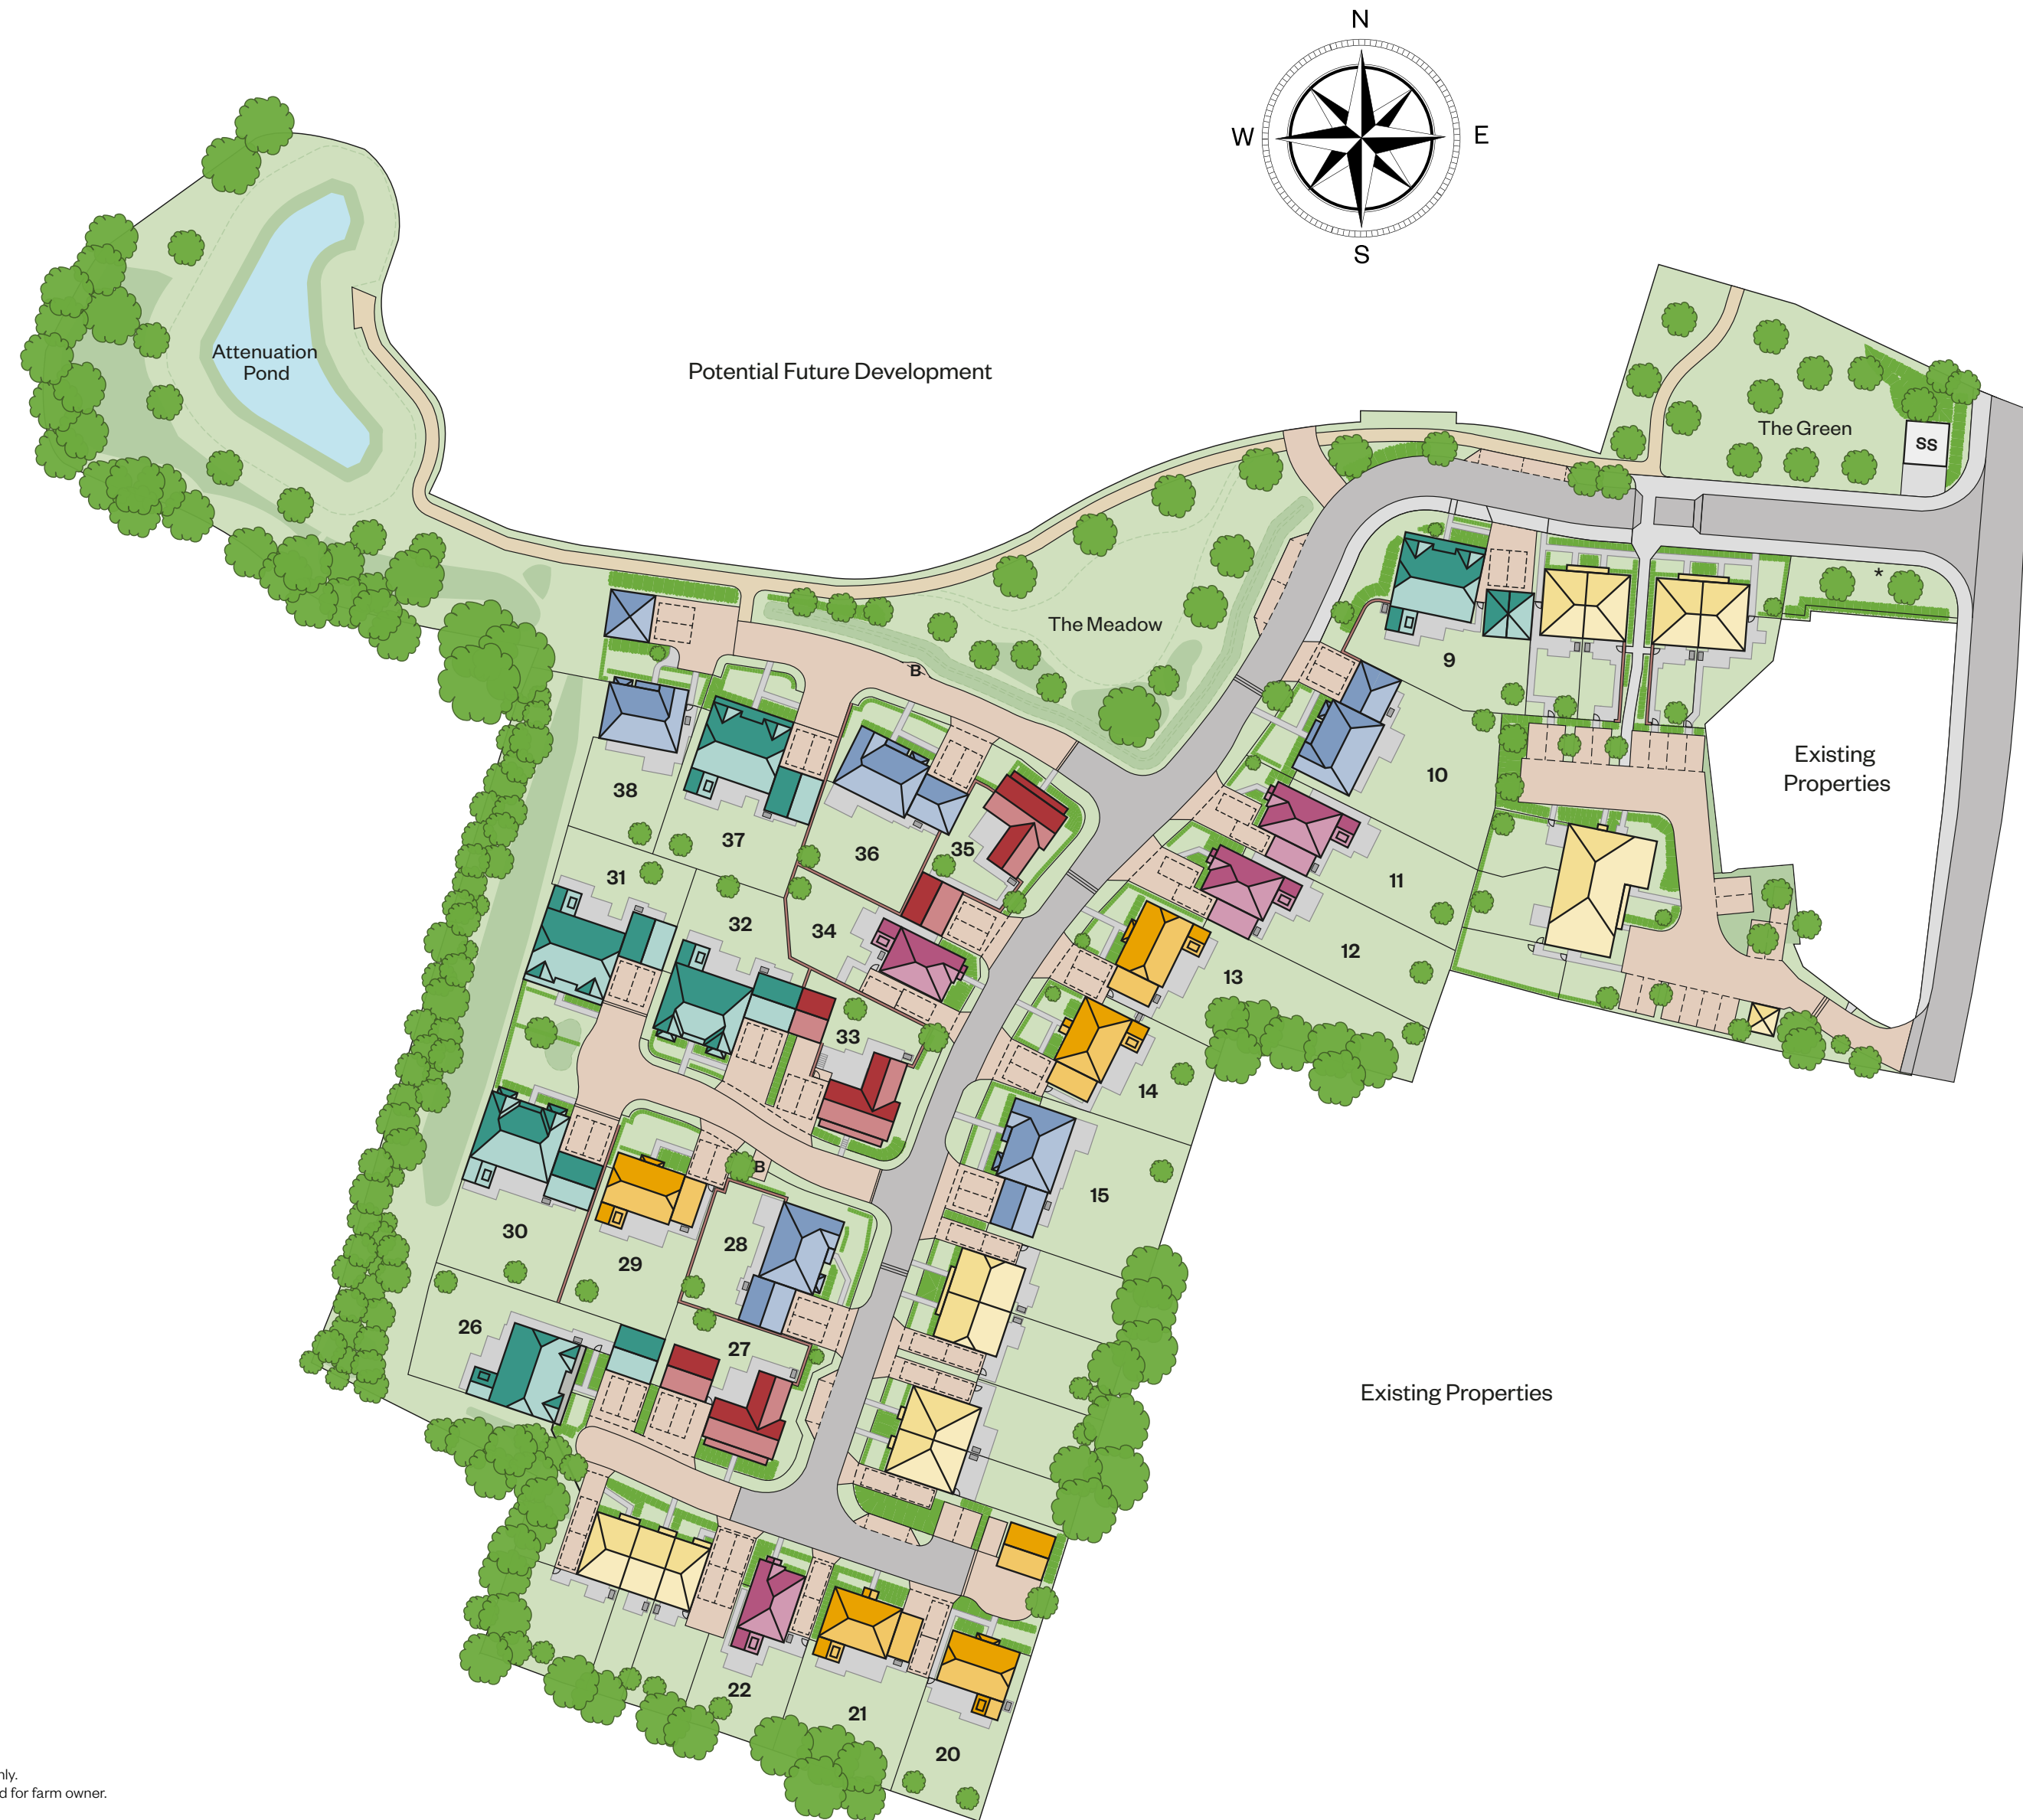 N
W
E
S
Attenuation
Pond
Potential Future Development
The Green
SS
*
The Meadow
B
9
Existing
Properties
10
38
37
36
35
31
32
34
11
12
13
33
14
B
15
30
29
28
26
27
Existing Properties
22
21
20
nly.
d for farm owner.